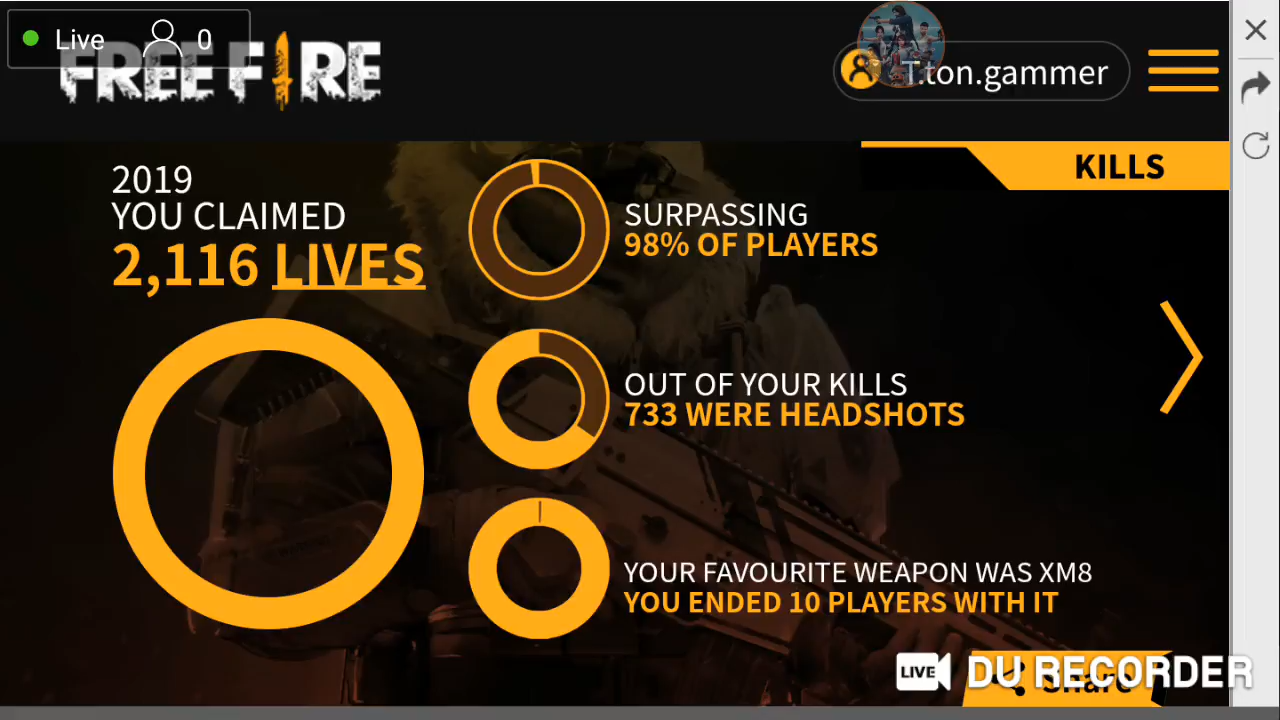 Live 0
FREE FIRE
T.ton.gammer
KILLS
2019
YOU CLAIMED
2,116 LIVES
SURPASSING
98% OF PLAYERS
OUT OF YOUR KILLS
733 WERE HEADSHOTS
YOUR FAVOURITE WEAPON WAS XM8
YOU ENDED 10 PLAYERS WITH IT
LIVE DU RECORDER
Share